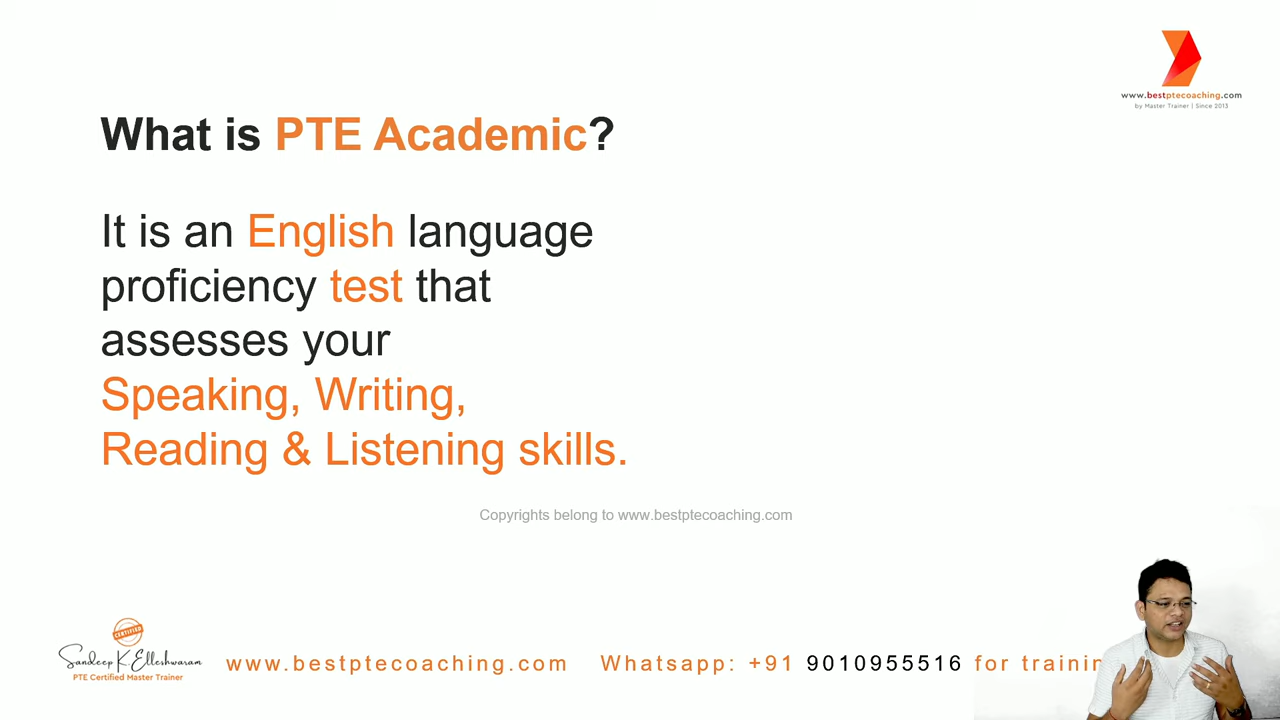 www.bestptecoaching.com
by Master Trainer | Since 2013
What is PTE Academic?
It is an English language
proficiency test that
assesses your
Speaking, Writing,
Reading & Listening skills.
Copyrights belong to www.bestptecoaching.com
CERTIFIED
Sandeep K Elleshwaram
PTE Certified Master Trainer
www.bestptecoaching.com Whatsapp: +91 9010955516 for trainin